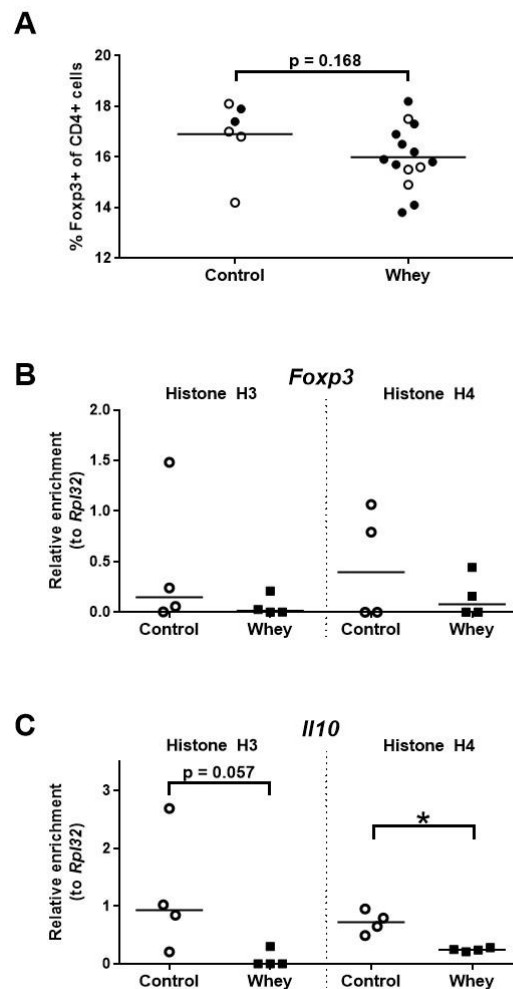 A
% Foxp3+ of CD4+ cells
20
18
16
14
12
p = 0.168
Control Whey
B
Foxp3
Histone H3 Histone H4
Relative enrichment
(to Rpl32)
2.0
1.5
1.0
0.5
0.0
Control Whey Control Whey
C
Il10
Histone H3 Histone H4
Relative enrichment
(to Rpl32)
3
2
1
0
p = 0.057
*
Control Whey Control Whey